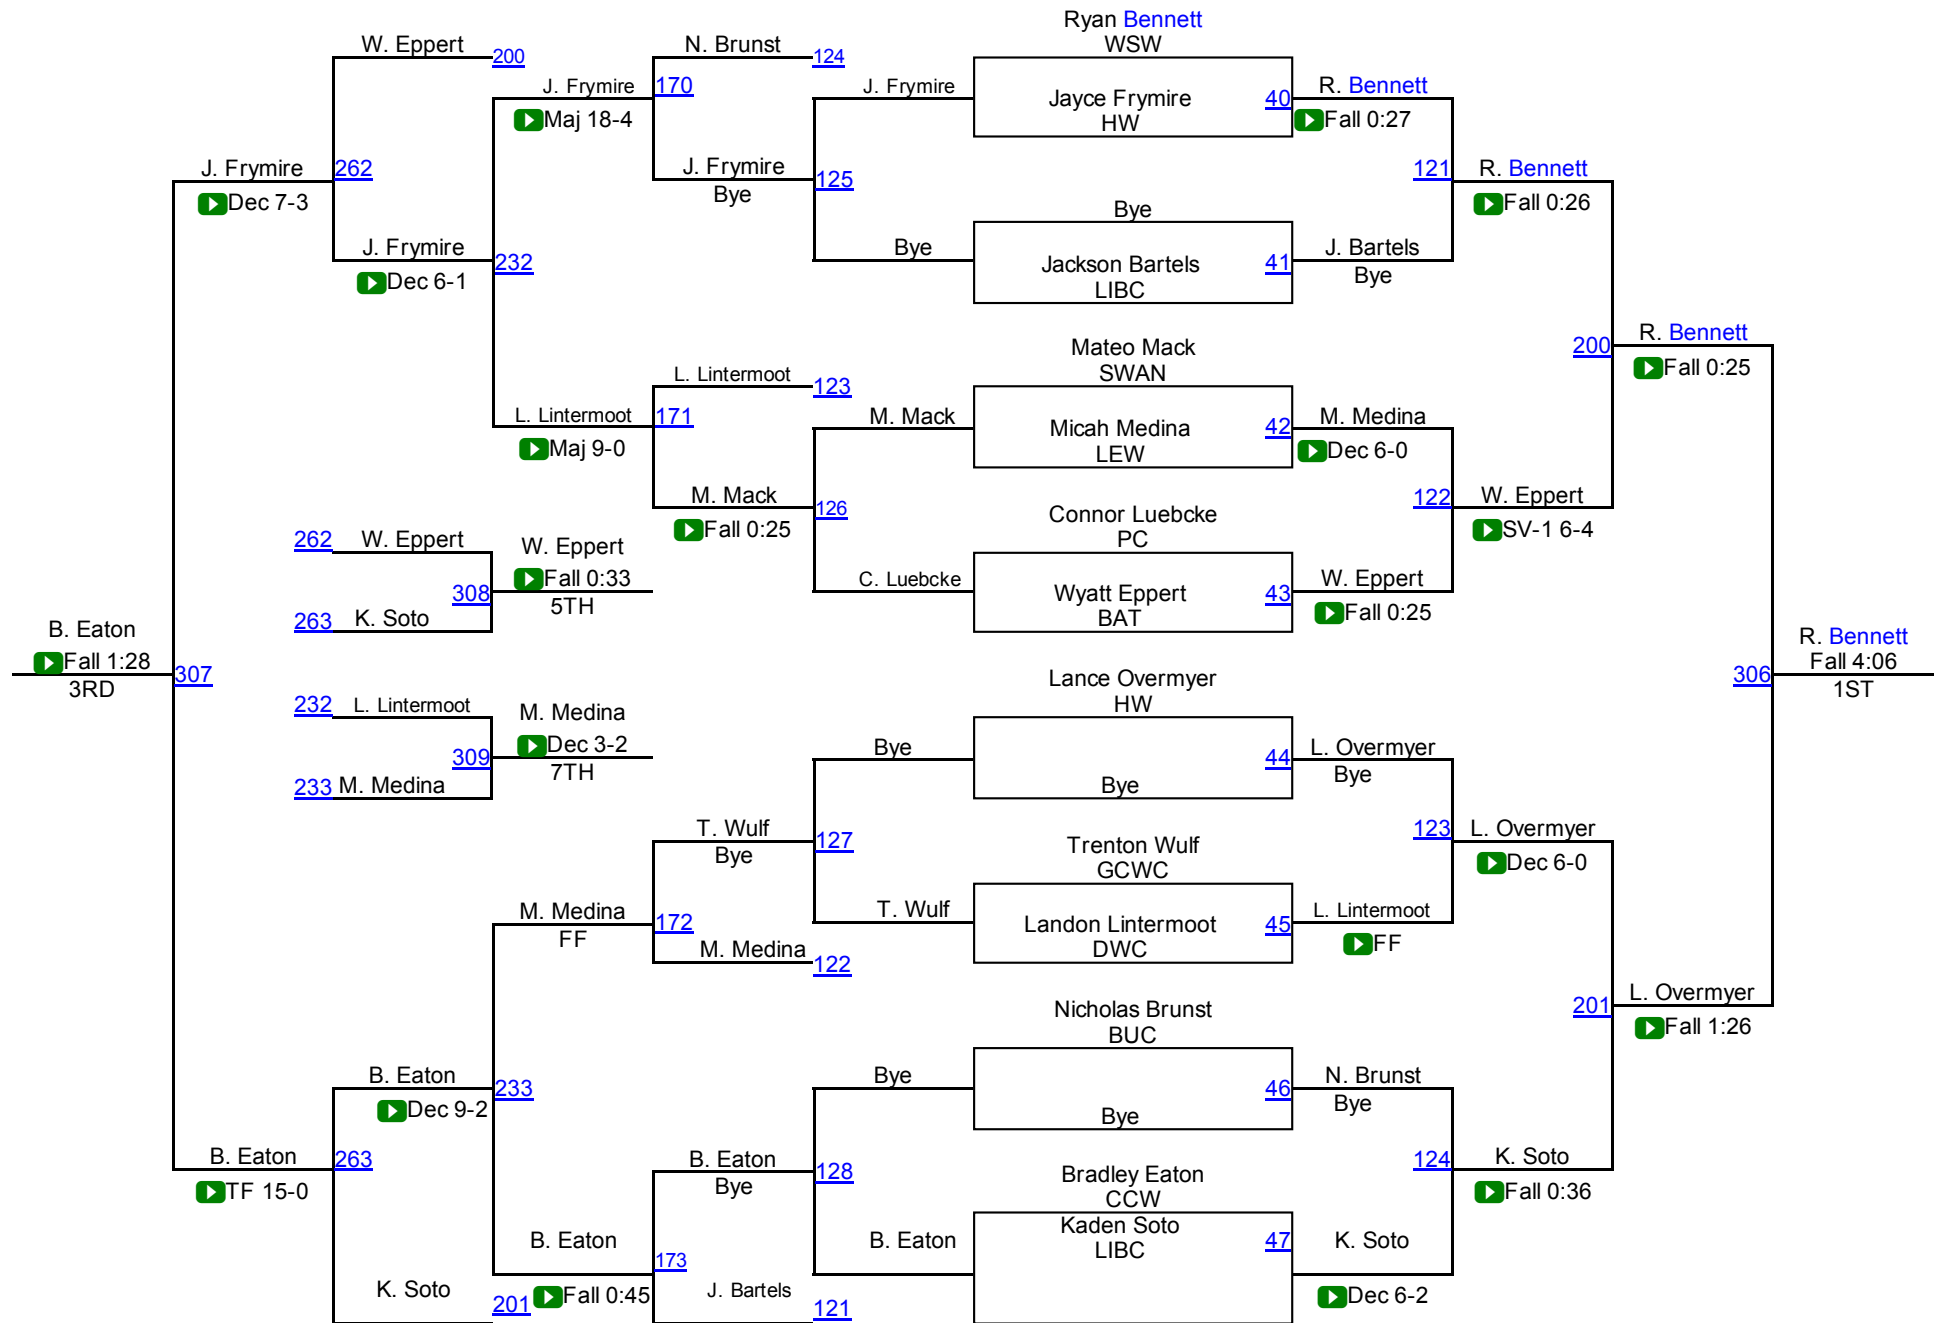 Ryan Bennett
WSW
W. Eppert
200
N. Brunst
124
J. Frymire
170
J. Frymire
Jayce Frymire
HW
40
R. Bennett
Maj 18-4
Fall 0:27
J. Frymire
262
J. Frymire
Bye
125
121
R. Bennett
Dec 7-3
Fall 0:26
Bye
J. Frymire
232
Bye
Jackson Bartels
LIBC
41
J. Bartels
Bye
Dec 6-1
Mateo Mack
SWAN
200
R. Bennett
Fall 0:25
L. Lintermoot
123
L. Lintermoot
171
M. Mack
Micah Medina
LEW
42
M. Medina
Maj 9-0
Dec 6-0
M. Mack
126
122
W. Eppert
Fall 0:25
SV-1 6-4
Connor Luebcke
PC
262
W. Eppert
W. Eppert
Fall 0:33
308
5TH
263
K. Soto
C. Luebcke
Wyatt Eppert
BAT
43
W. Eppert
Fall 0:25
B. Eaton
Fall 1:28
307
3RD
R. Bennett
Fall 4:06
306
1ST
Lance Overmyer
HW
232
L. Lintermoot
M. Medina
Dec 3-2
309
7TH
233
M. Medina
Bye
Bye
44
L. Overmyer
Bye
T. Wulf
Bye
127
Trenton Wulf
GCWC
123
L. Overmyer
Dec 6-0
M. Medina
FF
172
T. Wulf
Landon Lintermoot
DWC
45
L. Lintermoot
FF
M. Medina
122
Nicholas Brunst
BUC
201
L. Overmyer
Fall 1:26
B. Eaton
233
Dec 9-2
Bye
Bye
46
N. Brunst
Bye
B. Eaton
263
TF 15-0
B. Eaton
Bye
128
Bradley Eaton
CCW
124
K. Soto
Fall 0:36
B. Eaton
173
B. Eaton
Kaden Soto
LIBC
47
K. Soto
K. Soto
201
Fall 0:45
J. Bartels
121
Dec 6-2